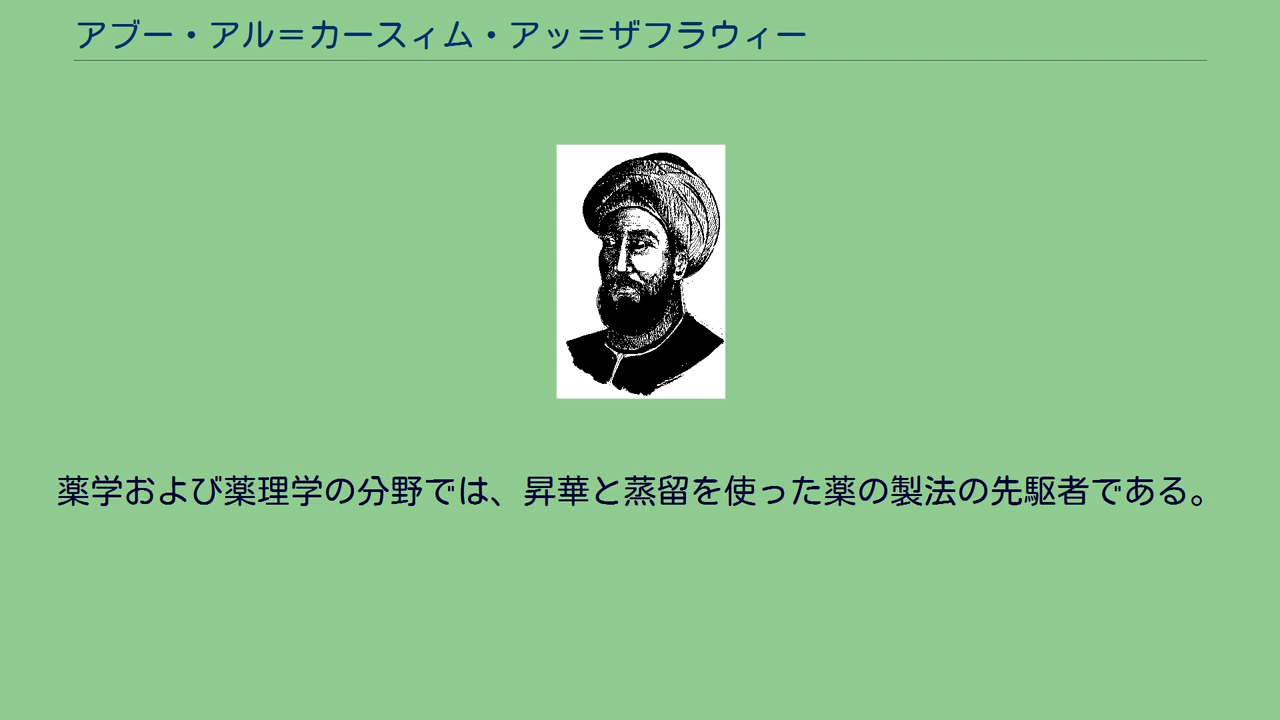 アブー・アル＝カースィム・アッ＝ザフラウィー
薬学および薬理学の分野では、昇華と蒸留を使った薬の製法の先駆者である。